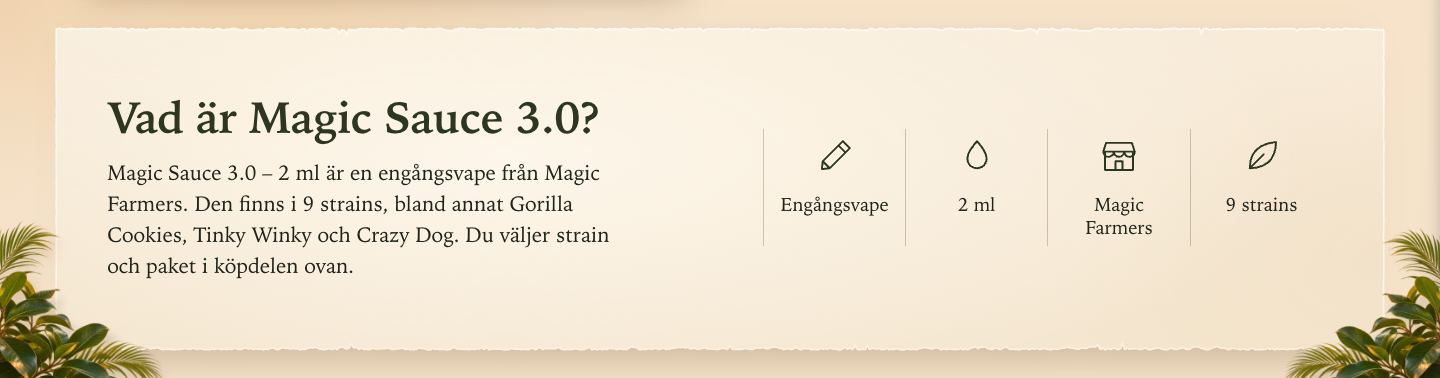 Vad är Magic Sauce 3.0?
Magic Sauce 3.0 – 2 ml är en engångsvape från Magic
Farmers. Den finns i 9 strains, bland annat Gorilla
Cookies, Tinky Winky och Crazy Dog. Du väljer strain
och paket i köpdelen ovan.
Engångsvape
2 ml
Magic
Farmers
9 strains